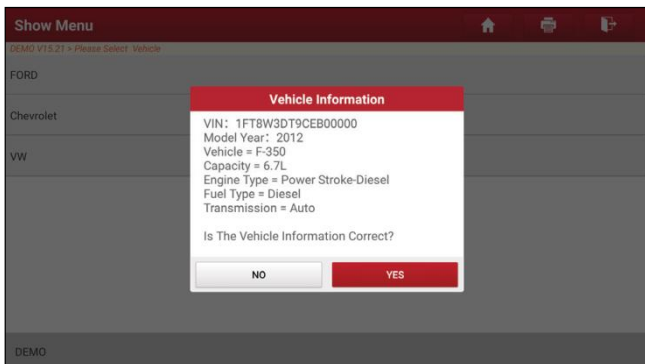 Show Menu
DEMO V15.21 > Please Select Vehicle
FORD
Chevrolet
VW
Vehicle Information
VIN: 1FT8W3DT9CEB00000
Model Year: 2012
Vehicle = F-350
Capacity = 6.7L
Engine Type = Power Stroke-Diesel
Fuel Type = Diesel
Transmission = Auto
Is The Vehicle Information Correct?
NO
YES
DEMO